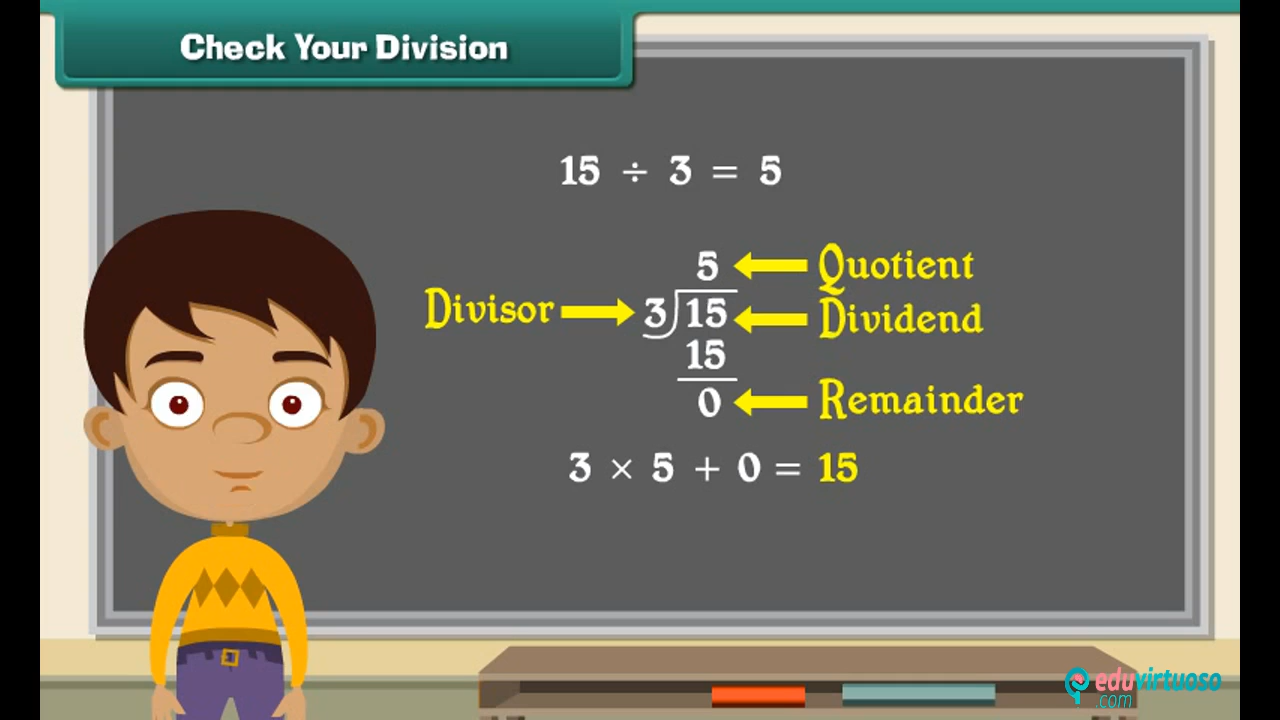 Check Your Division
15 ÷ 3 = 5
5 Quotient
Divisor 3 15 Dividend
15
0 Remainder
3 × 5 + 0 = 15
eduvirtuoso
.com